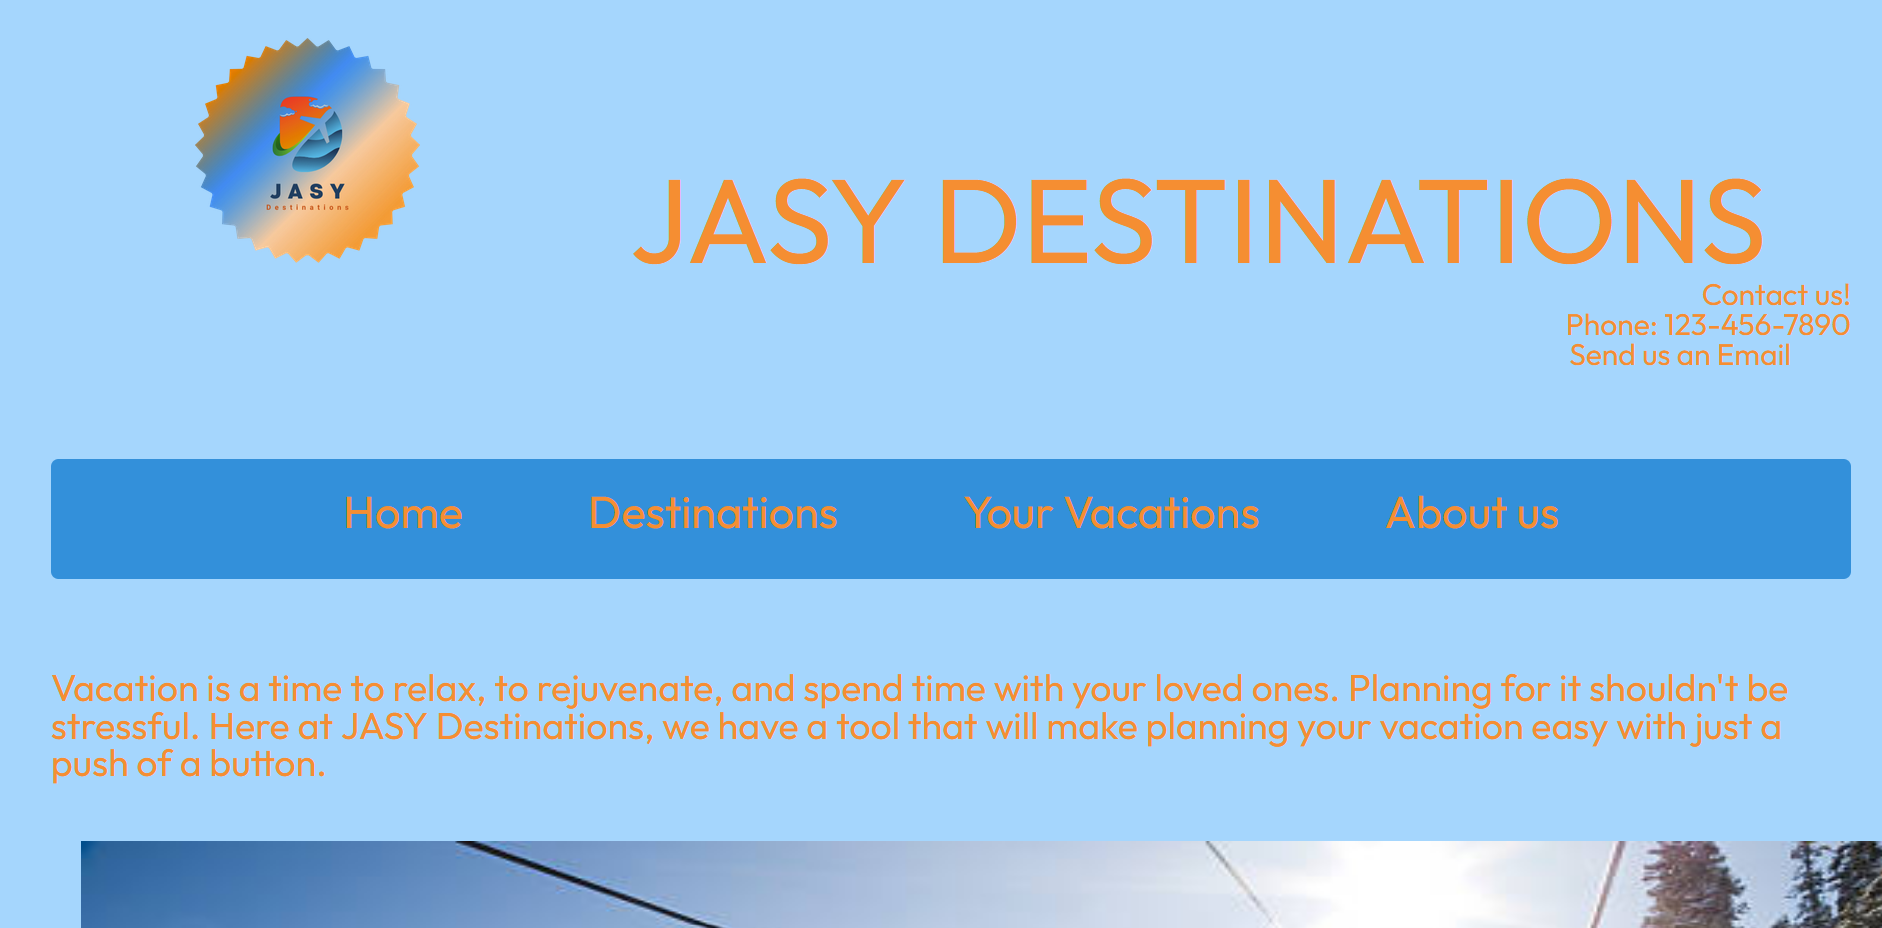 JASY
Destinations
JASY DESTINATIONS
Contact us!
Phone: 123-456-7890
Send us an Email
Home Destinations Your Vacations About us
Vacation is a time to relax, to rejuvenate, and spend time with your loved ones. Planning for it shouldn't be
stressful. Here at JASY Destinations, we have a tool that will make planning your vacation easy with just a
push of a button.